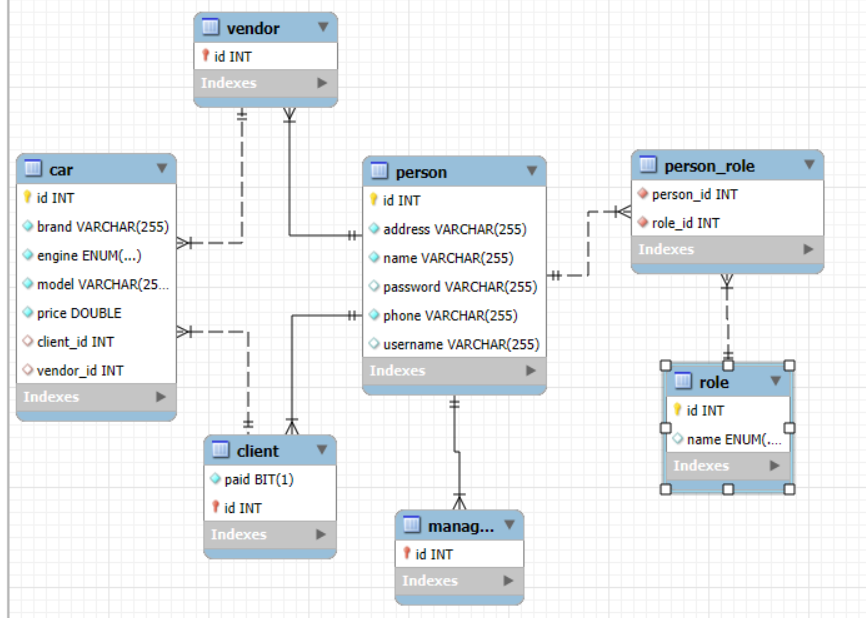 vendor
id INT
Indexes
car
id INT
brand VARCHAR(255)
engine ENUM(...)
model VARCHAR(25...
price DOUBLE
client_id INT
vendor_id INT
Indexes
person
id INT
address VARCHAR(255)
name VARCHAR(255)
password VARCHAR(255)
phone VARCHAR(255)
username VARCHAR(255)
Indexes
person_role
person_id INT
role_id INT
Indexes
role
id INT
name ENUM(....
Indexes
client
paid BIT(1)
id INT
Indexes
manag...
id INT
Indexes